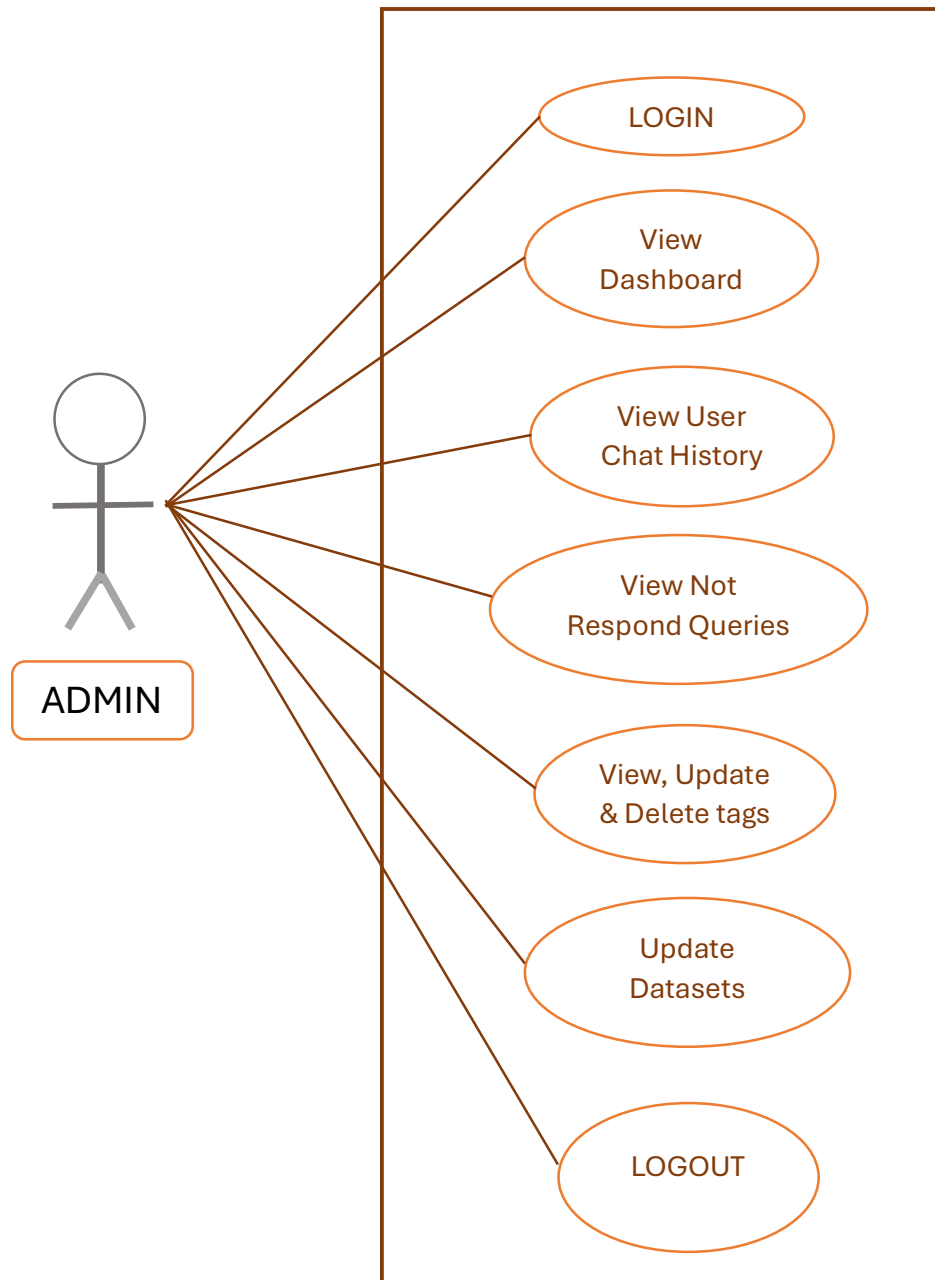 LOGIN
View
Dashboard
View User
Chat History
View Not
Respond Queries
ADMIN
View, Update
& Delete tags
Update
Datasets
LOGOUT